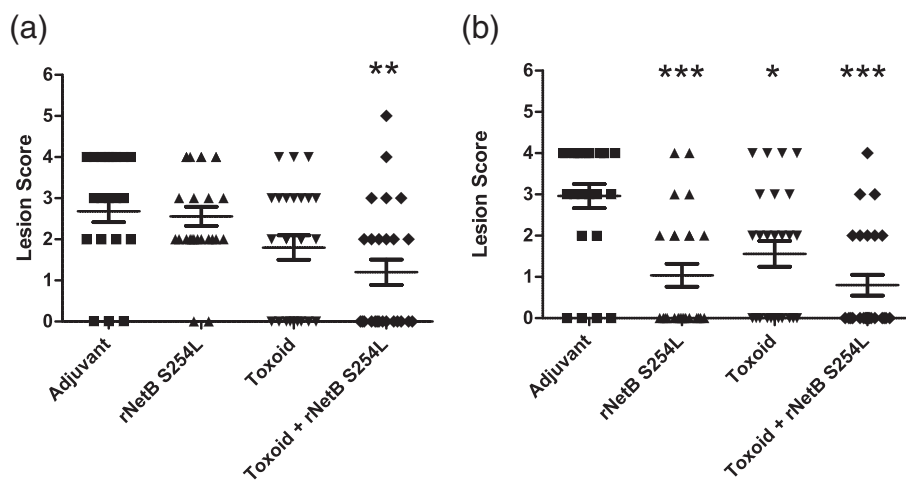 (a)
**
6
5
4
3
2
1
0
Lesion Score
Adjuvant
rNetB S254L
Toxoid
Toxoid + rNetB S254L
(b)
***
*
***
6
5
4
3
2
1
0
Lesion Score
Adjuvant
rNetB S254L
Toxoid
Toxoid + rNetB S254L